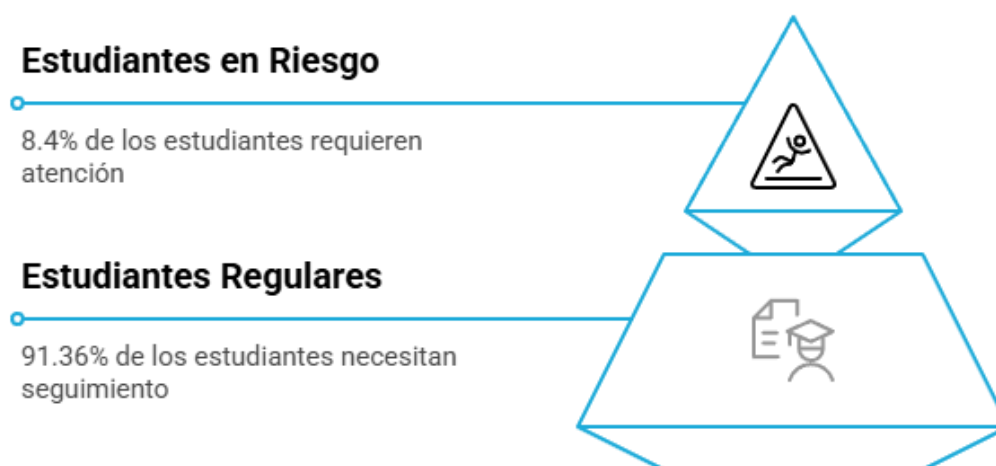 Estudiantes en Riesgo
8.4% de los estudiantes requieren
atención
Estudiantes Regulares
91.36% de los estudiantes necesitan
seguimiento